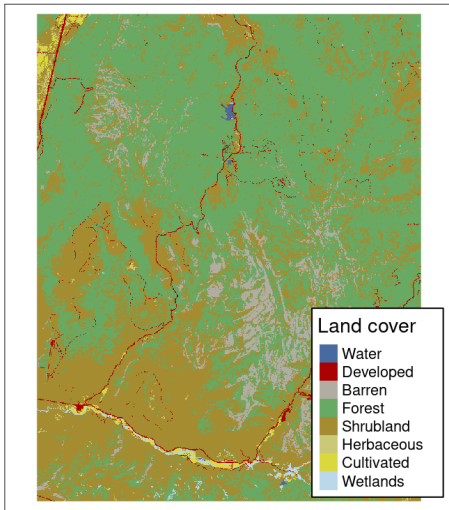 Land cover
Water
Developed
Barren
Forest
Shrubland
Herbaceous
Cultivated
Wetlands